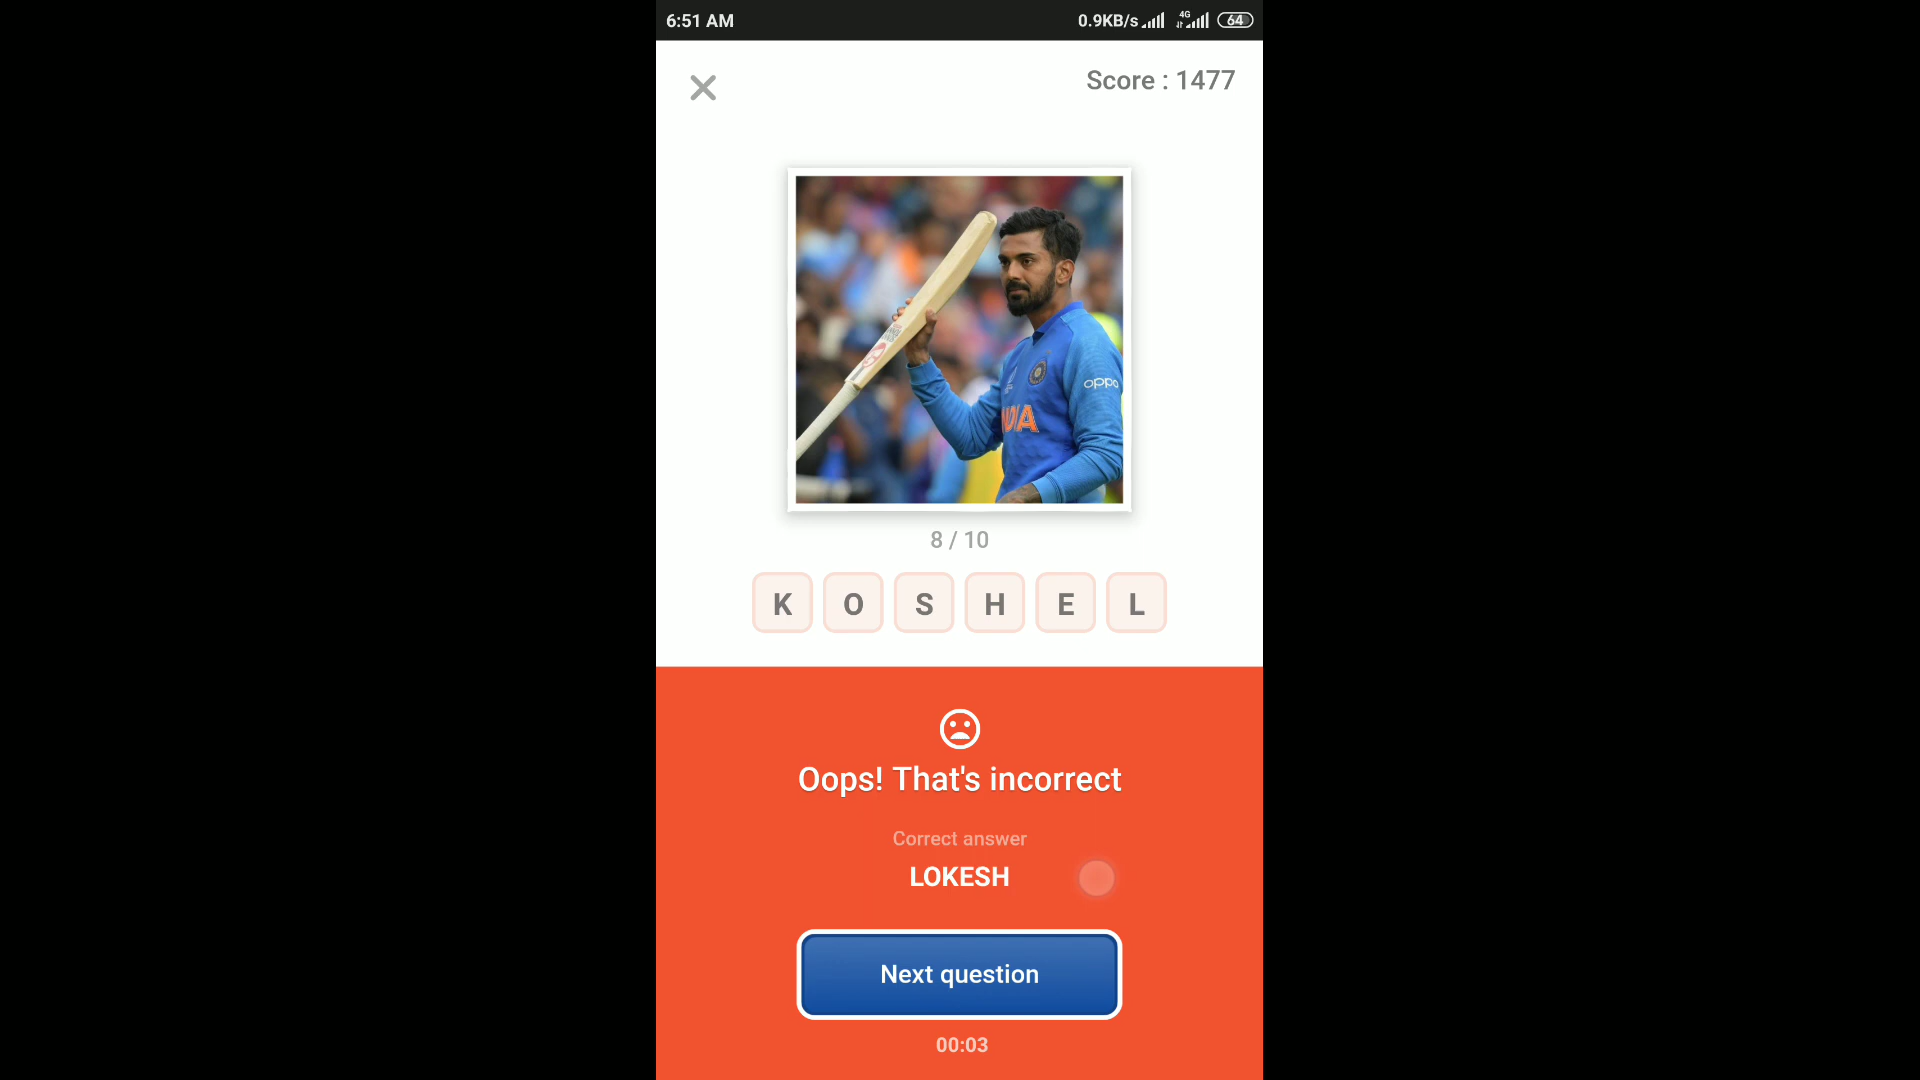 6:51 AM
0.9KB/s 4G 64
Score : 1477
oppo
8 / 10
K O S H E L
Oops! That's incorrect
Correct answer
LOKESH
Next question
00:03